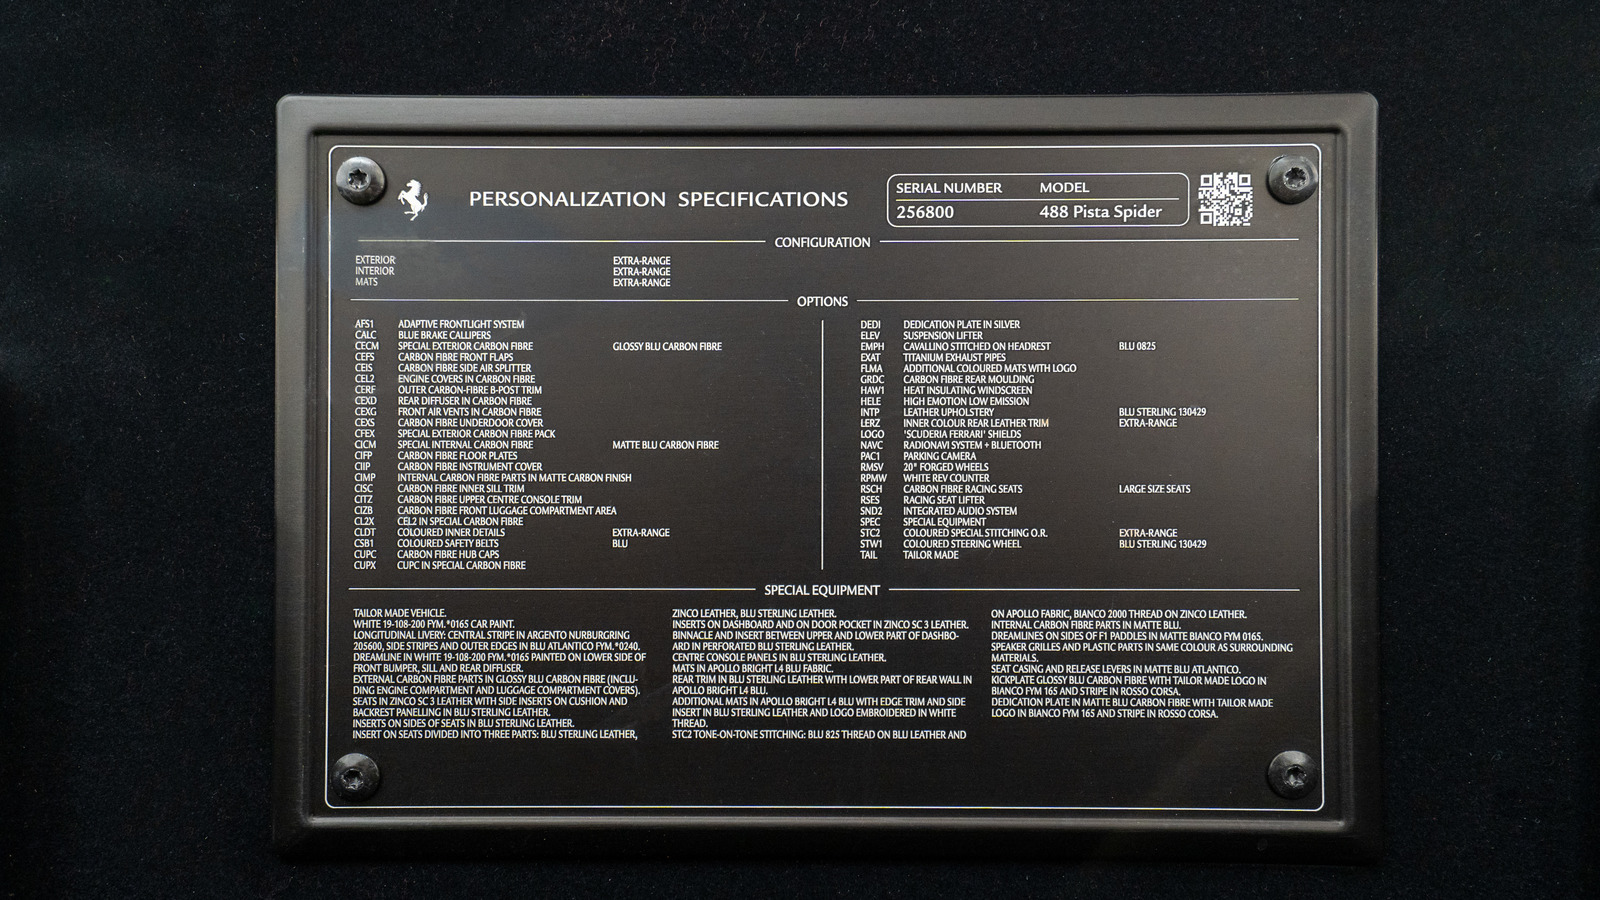 PERSONALIZATION SPECIFICATIONS
SERIAL NUMBER MODEL
256800 488 Pista Spider
CONFIGURATION
EXTERIOR EXTRA-RANGE
INTERIOR EXTRA-RANGE
MATS EXTRA-RANGE
OPTIONS
AFS1 ADAPTIVE FRONTLIGHT SYSTEM
CALC BLUE BRAKE CALLIPERS
CECM SPECIAL EXTERIOR CARBON FIBRE GLOSSY BLU CARBON FIBRE
CEFS CARBON FIBRE FRONT FLAPS
CEIS CARBON FIBRE SIDE AIR SPLITTER
CEL2 ENGINE COVERS IN CARBON FIBRE
CERF OUTER CARBON-FIBRE B-POST TRIM
CEXD REAR DIFFUSER IN CARBON FIBRE
CEXG FRONT AIR VENTS IN CARBON FIBRE
CEXS CARBON FIBRE UNDERDOOR COVER
CFEX SPECIAL EXTERIOR CARBON FIBRE PACK
CICM SPECIAL INTERNAL CARBON FIBRE MATTE BLU CARBON FIBRE
CIFP CARBON FIBRE FLOOR PLATES
CIIP CARBON FIBRE INSTRUMENT COVER
CIMP INTERNAL CARBON FIBRE PARTS IN MATTE CARBON FINISH
CISC CARBON FIBRE INNER SILL TRIM
CITZ CARBON FIBRE UPPER CENTRE CONSOLE TRIM
CIZB CARBON FIBRE FRONT LUGGAGE COMPARTMENT AREA
CL2X CEL2 IN SPECIAL CARBON FIBRE
CLDT COLOURED INNER DETAILS EXTRA-RANGE
CSB1 COLOURED SAFETY BELTS BLU
CUPC CARBON FIBRE HUB CAPS
CUPX CUPC IN SPECIAL CARBON FIBRE
DEDI DEDICATION PLATE IN SILVER
ELEV SUSPENSION LIFTER
EMPH CAVALLINO STITCHED ON HEADREST BLU 0825
EXAT TITANIUM EXHAUST PIPES
FLMA ADDITIONAL COLOURED MATS WITH LOGO
GRDC CARBON FIBRE REAR MOULDING
HAW1 HEAT INSULATING WINDSCREEN
HELE HIGH EMOTION LOW EMISSION
INTP LEATHER UPHOLSTERY BLU STERLING 130429
LERZ INNER COLOUR REAR LEATHER TRIM EXTRA-RANGE
LOGO 'SCUDERIA FERRARI' SHIELDS
NAVC RADIONAVI SYSTEM + BLUETOOTH
PAC1 PARKING CAMERA
RMSV 20" FORGED WHEELS
RPMW WHITE REV COUNTER
RSCH CARBON FIBRE RACING SEATS LARGE SIZE SEATS
RSES RACING SEAT LIFTER
SND2 INTEGRATED AUDIO SYSTEM
SPEC SPECIAL EQUIPMENT
STC2 COLOURED SPECIAL STITCHING O.R. EXTRA-RANGE
STW1 COLOURED STEERING WHEEL BLU STERLING 130429
TAIL TAILOR MADE
SPECIAL EQUIPMENT
TAILOR MADE VEHICLE.
WHITE 19-108-200 FYM.*0165 CAR PAINT.
LONGITUDINAL LIVERY: CENTRAL STRIPE IN ARGENTO NURBURGRING
205600, SIDE STRIPES AND OUTER EDGES IN BLU ATLANTICO FYM.*0240.
DREAMLINE IN WHITE 19-108-200 FYM.*0165 PAINTED ON LOWER SIDE OF
FRONT BUMPER, SILL AND REAR DIFFUSER.
EXTERNAL CARBON FIBRE PARTS IN GLOSSY BLU CARBON FIBRE (INCLU-
DING ENGINE COMPARTMENT AND LUGGAGE COMPARTMENT COVERS).
SEATS IN ZINCO SC 3 LEATHER WITH SIDE INSERTS ON CUSHION AND
BACKREST PANELLING IN BLU STERLING LEATHER.
INSERTS ON SIDES OF SEATS IN BLU STERLING LEATHER.
INSERT ON SEATS DIVIDED INTO THREE PARTS: BLU STERLING LEATHER,
ZINCO LEATHER, BLU STERLING LEATHER.
INSERTS ON DASHBOARD AND ON DOOR POCKET IN ZINCO SC 3 LEATHER.
BINNACLE AND INSERT BETWEEN UPPER AND LOWER PART OF DASHBO-
ARD IN PERFORATED BLU STERLING LEATHER.
CENTRE CONSOLE PANELS IN BLU STERLING LEATHER.
MATS IN APOLLO BRIGHT L4 BLU FABRIC.
REAR TRIM IN BLU STERLING LEATHER WITH LOWER PART OF REAR WALL IN
APOLLO BRIGHT L4 BLU.
ADDITIONAL MATS IN APOLLO BRIGHT L4 BLU WITH EDGE TRIM AND SIDE
INSERT IN BLU STERLING LEATHER AND LOGO EMBROIDERED IN WHITE
THREAD.
STC2 TONE-ON-TONE STITCHING: BLU 825 THREAD ON BLU LEATHER AND
ON APOLLO FABRIC, BIANCO 2000 THREAD ON ZINCO LEATHER.
INTERNAL CARBON FIBRE PARTS IN MATTE BLU.
DREAMLINES ON SIDES OF F1 PADDLES IN MATTE BIANCO FYM 0165.
SPEAKER GRILLES AND PLASTIC PARTS IN SAME COLOUR AS SURROUNDING
MATERIALS.
SEAT CASING AND RELEASE LEVERS IN MATTE BLU ATLANTICO.
KICKPLATE GLOSSY BLU CARBON FIBRE WITH TAILOR MADE LOGO IN
BIANCO FYM 165 AND STRIPE IN ROSSO CORSA.
DEDICATION PLATE IN MATTE BLU CARBON FIBRE WITH TAILOR MADE
LOGO IN BIANCO FYM 165 AND STRIPE IN ROSSO CORSA.